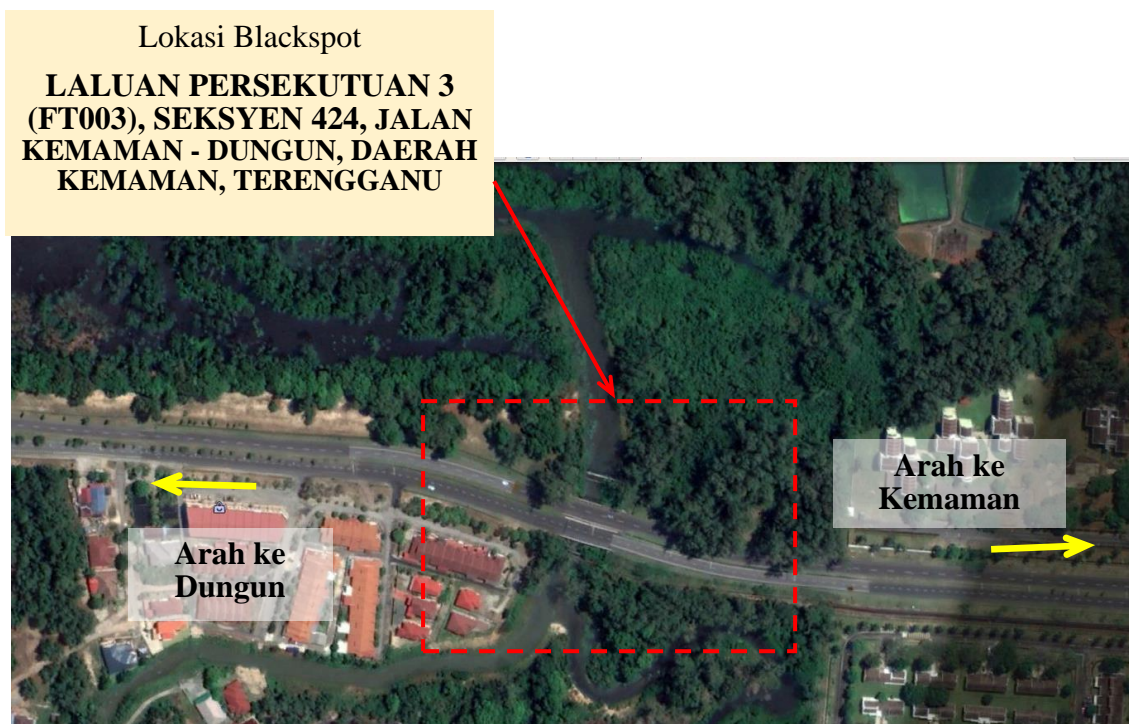 Lokasi Blackspot
LALUAN PERSEKUTUAN 3
(FT003), SEKSYEN 424, JALAN
KEMAMAN - DUNGUN, DAERAH
KEMAMAN, TERENGGANU
Arah ke
Kemaman
Arah ke
Dungun